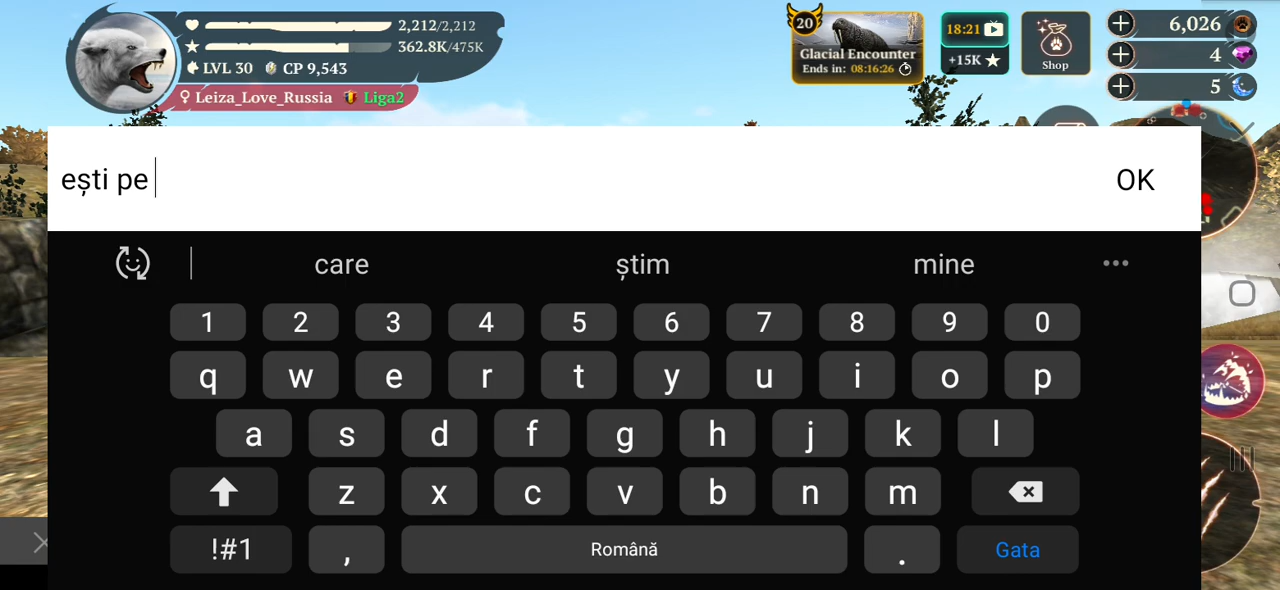 2,212/2,212
362.8K/475K
LVL 30 CP 9,543
Leiza_Love_Russia Liga2
20
Glacial Encounter
Ends in: 08:16:26
18:21
+15K
Shop
6,026
4
5
ești pe
OK
care știm mine
1 2 3 4 5 6 7 8 9 0
q w e r t y u i o p
a s d f g h j k l
z x c v b n m
!#1 , Română . Gata